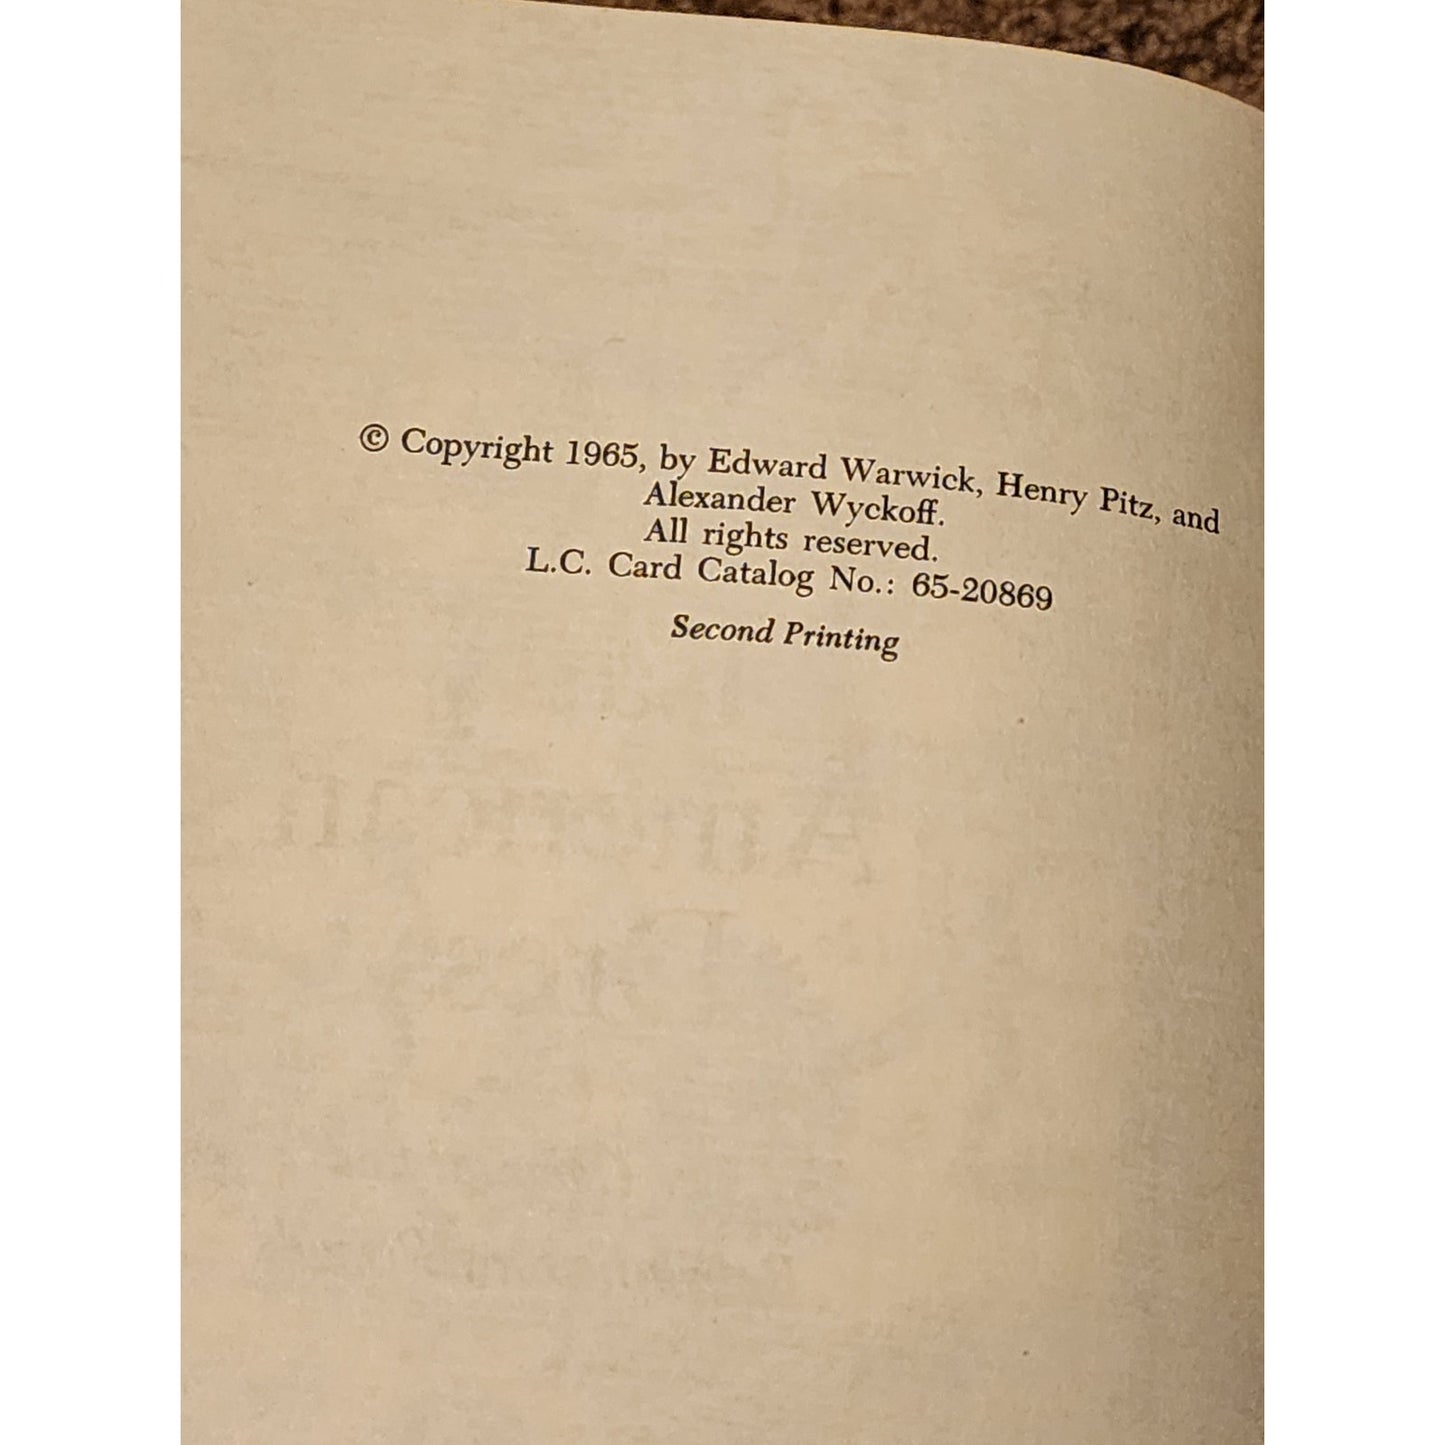 © Copyright 1965, by Edward Warwick, Henry Pitz, and
Alexander Wyckoff.
All rights reserved.
L.C. Card Catalog No.: 65-20869
Second Printing
American